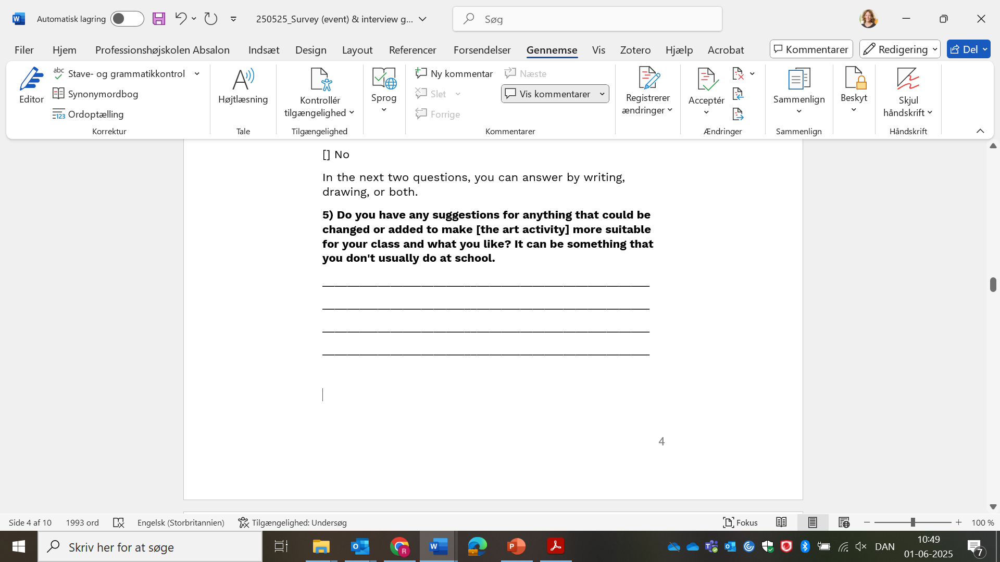 Automatisk lagring
250525_Survey (event) & interview g...
Søg
Filer Hjem Professionshøjskolen Absalon Indsæt Design Layout Referencer Forsendelser Gennemse Vis Zotero Hjælp Acrobat Kommentarer Redigering Del
Editor
abc Stave- og grammatikkontrol
Synonymordbog
123 Ordoptælling
Korrektur
Højtlæsning
Tale
Kontrollér
tilgængelighed
Tilgængelighed
Sprog
Ny kommentar
Slet
Forrige
Næste
Vis kommentarer
Kommentarer
Registrerer
ændringer
Acceptér
Ændringer
Sammenlign
Sammenlign
Beskyt
Skjul
håndskrift
Håndskrift
[] No
In the next two questions, you can answer by writing,
drawing, or both.
5) Do you have any suggestions for anything that could be
changed or added to make [the art activity] more suitable
for your class and what you like? It can be something that
you don't usually do at school.
4
Side 4 af 10 1993 ord Engelsk (Storbritannien) Tilgængelighed: Undersøg Fokus 100 %
Skriv her for at søge
DAN
10:49
01-06-2025
7